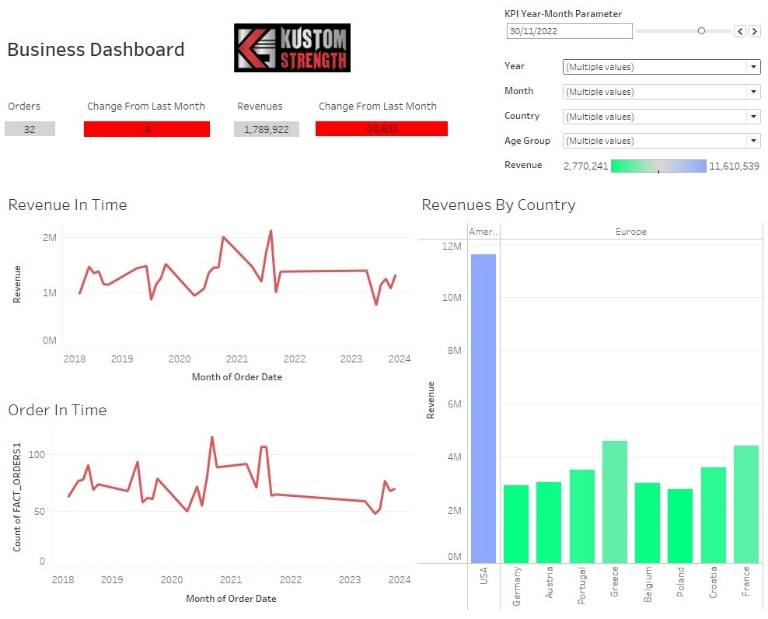 KPI Year-Month Parameter
30/11/2022
Business Dashboard
KUSTOM
STRENGTH
Year
(Multiple values)
Month
(Multiple values)
Country
(Multiple values)
Age Group
(Multiple values)
Revenue
2,770,241
11,610,539
Orders
Change From Last Month
Revenues
Change From Last Month
32
-5
1,789,922
-10,631
Revenue In Time
2M
1M
0M
Revenue
2018 2019 2020 2021 2022 2023 2024
Month of Order Date
Order In Time
100
50
0
Count of FACT_ORDERS1
2018 2019 2020 2021 2022 2023 2024
Month of Order Date
Revenues By Country
Amer.. Europe
12M
10M
8M
6M
4M
2M
0M
Revenue
USA
Germany
Austria
Portugal
Greece
Belgium
Poland
Croatia
France